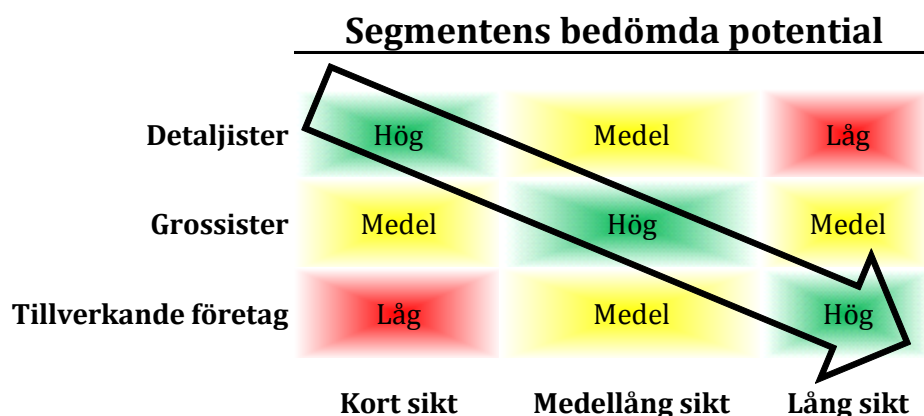 Segmentens bedömda potential
Detaljister Hög Medel Låg
Grossister Medel Hög Medel
Tillverkande företag Låg Medel Hög
Kort sikt Medellång sikt Lång sikt